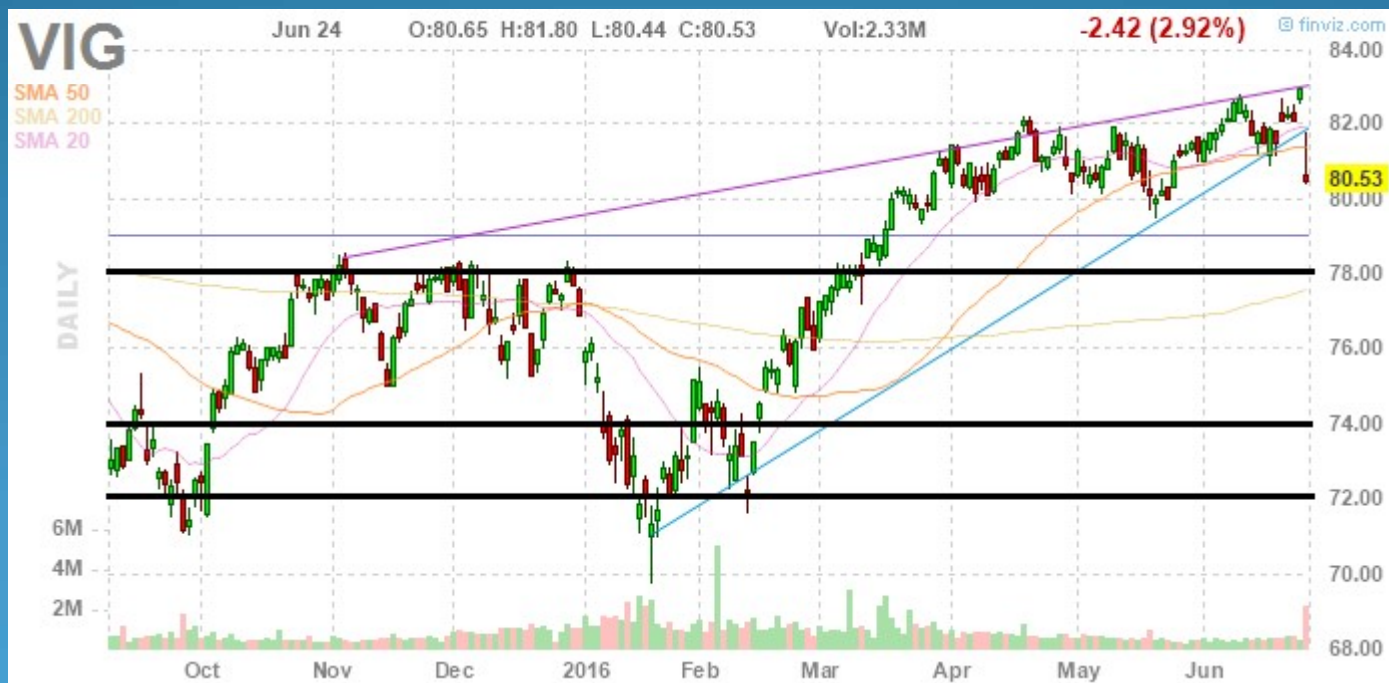 VIG
Jun 24 O:80.65 H:81.80 L:80.44 C:80.53 Vol:2.33M -2.42 (2.92%) © finviz.com
SMA 50
SMA 200
SMA 20
DAILY
84.00
82.00
80.53
80.00
78.00
76.00
74.00
72.00
70.00
68.00
6M
4M
2M
Oct Nov Dec 2016 Feb Mar Apr May Jun